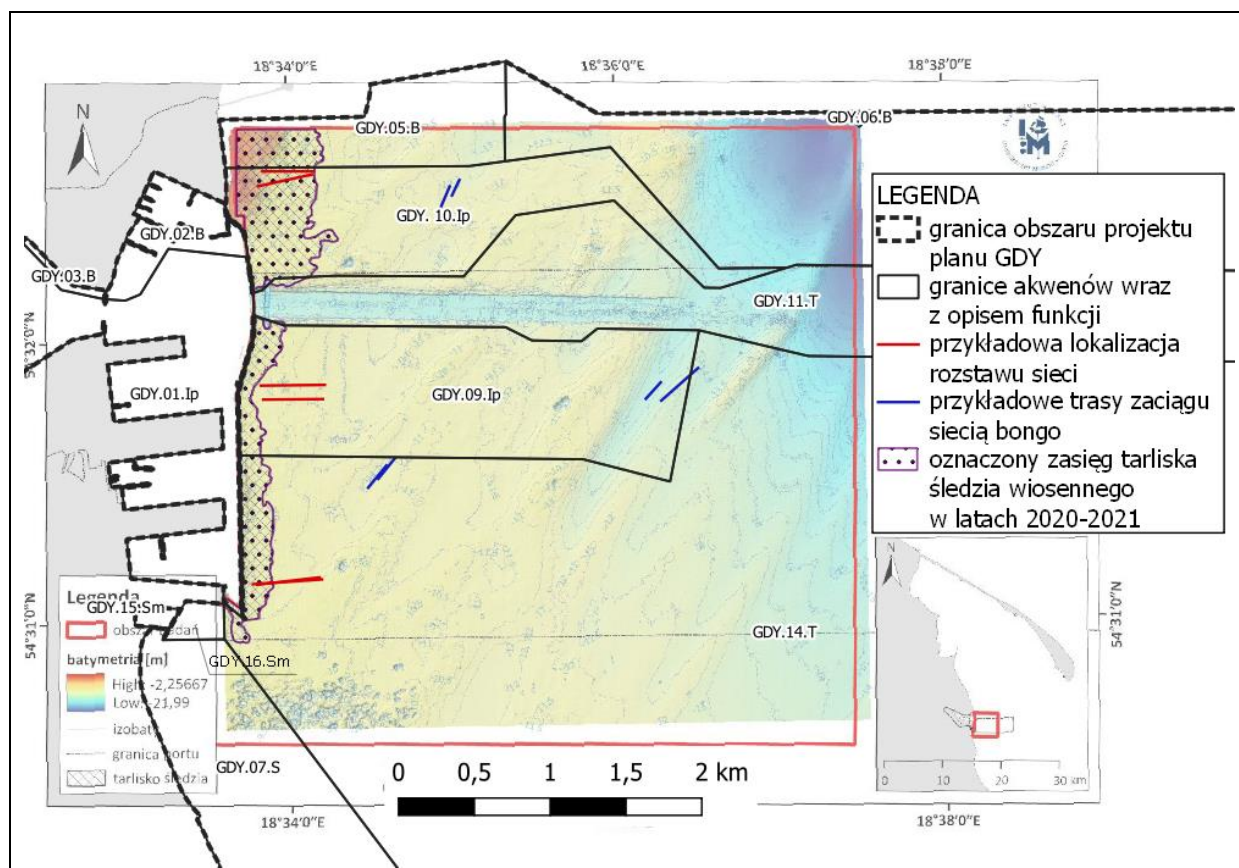 18°34'0"E
18°36'0"E
18°38'0"E
N
GDY.05.B
GDY.06.B
GDY. 10.Ip
GDY.02.B
GDY.03.B
GDY.11.T
GDY.01.Ip
GDY.09.Ip
GDY.14.T
GDY.15.Sm
GDY.16.Sm
GDY.07.S
LEGENDA
granica obszaru projektu
planu GDY
granice akwenów wraz
z opisem funkcji
przykładowa lokalizacja
rozstawu sieci
przykładowe trasy zaciągu
siecią bongo
oznaczony zasięg tarliska
śledzia wiosennego
w latach 2020-2021
54°31'0"N
54°31'0"N
Legenda
obszar badań
batymetria [m]
High: -2,25667
Low: -21,99
izobaty
granica portu
tarlisko śledzia
0 0,5 1 1,5 2 km
N
0 10 20 30 km
18°34'0"E
18°38'0"E